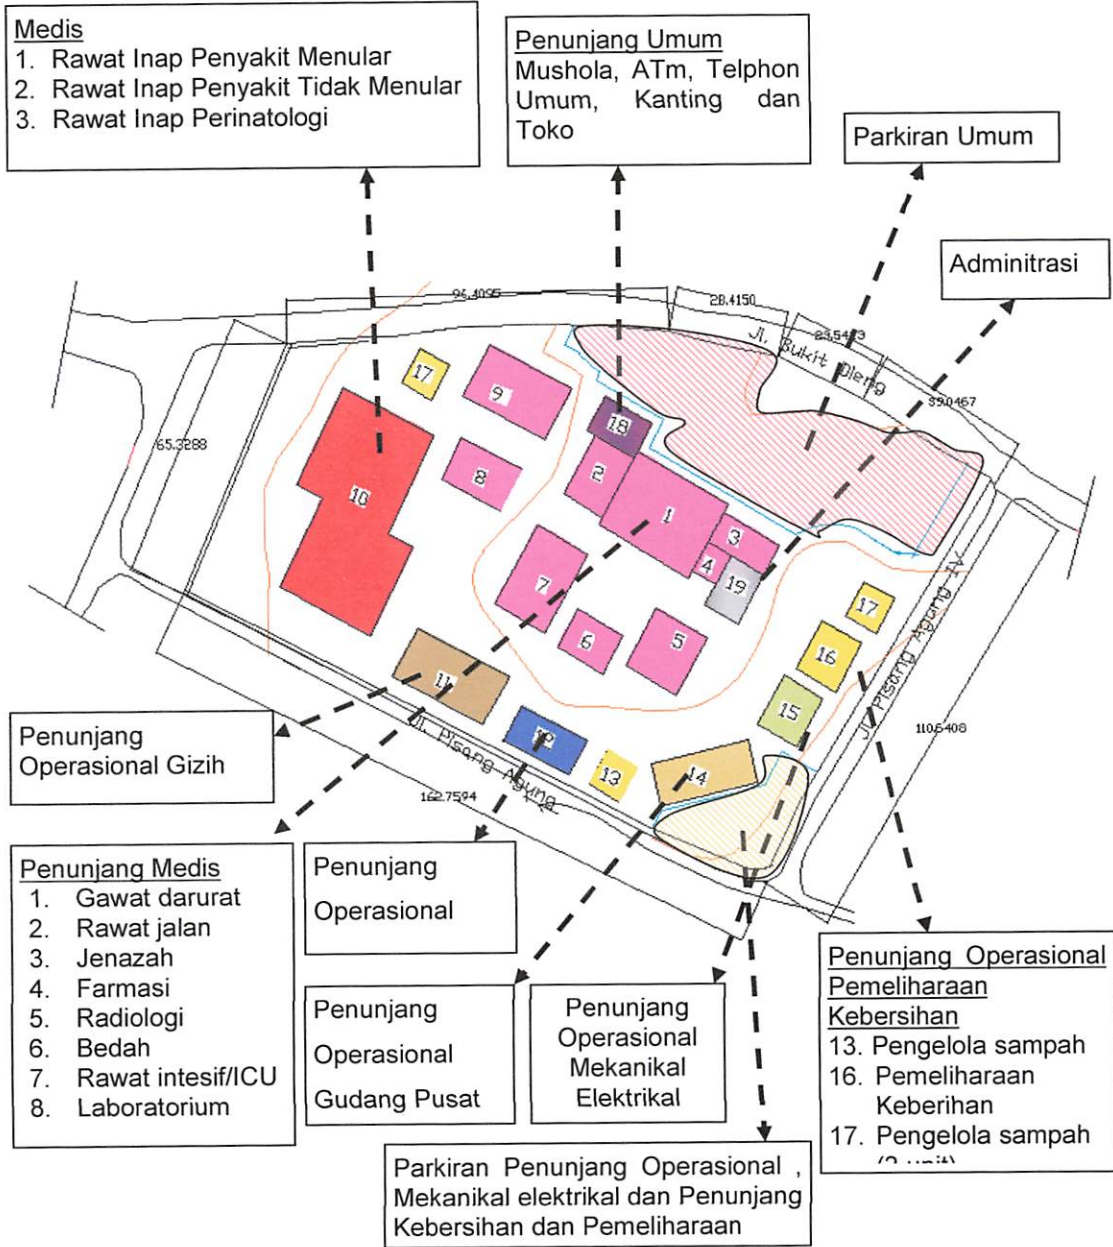 Medis
1. Rawat Inap Penyakit Menular
2. Rawat Inap Penyakit Tidak Menular
3. Rawat Inap Perinatologi
Penunjang Umum
Mushola, ATm, Telphon
Umum, Kanting dan
Toko
Parkiran Umum
Adminitrasi
96.4095
28.4150
Jl. Bukit Dieng
39.0467
65.3288
17
9
18
2
8
10
1
3
4
19
7
6
5
17
16
15
Jl. Pisang Agung IV
110.5408
11
12
13
14
Jl. Pisang Agung
162.7594
Penunjang
Operasional Gizih
Penunjang Medis
1. Gawat darurat
2. Rawat jalan
3. Jenazah
4. Farmasi
5. Radiologi
6. Bedah
7. Rawat intesif/ICU
8. Laboratorium
Penunjang
Operasional
Penunjang
Operasional
Gudang Pusat
Penunjang
Operasional
Mekanikal
Elektrikal
Penunjang Operasional
Pemeliharaan
Kebersihan
13. Pengelola sampah
16. Pemeliharaan
Keberihan
17. Pengelola sampah
Parkiran Penunjang Operasional ,
Mekanikal elektrikal dan Penunjang
Kebersihan dan Pemeliharaan